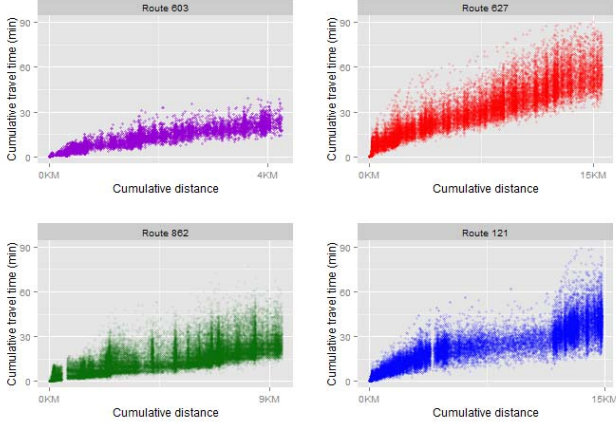 Route 603
Cumulative travel time (min)
90
60
30
0
0KM
4KM
Cumulative distance
Route 627
Cumulative travel time (min)
90
60
30
0
0KM
15KM
Cumulative distance
Route 862
Cumulative travel time (min)
90
60
30
0
0KM
9KM
Cumulative distance
Route 121
Cumulative travel time (min)
90
60
30
0
0KM
15KM
Cumulative distance